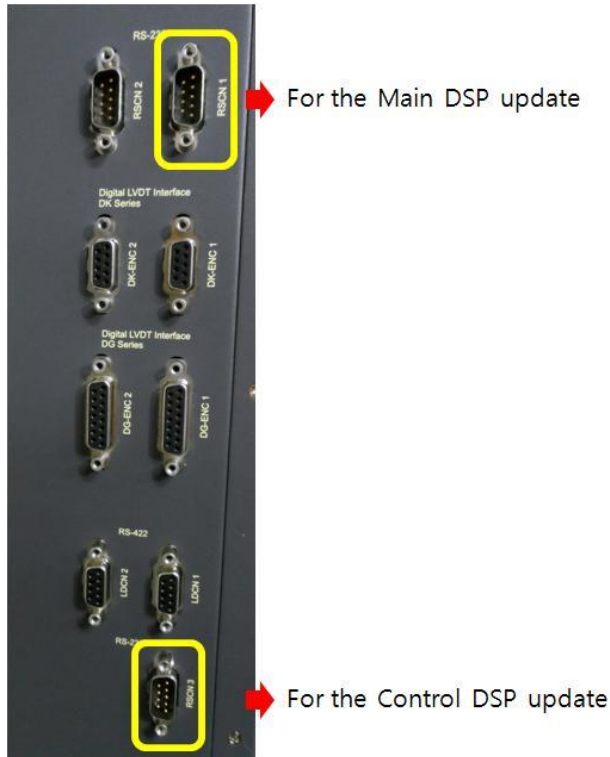 RS-23
RSCN 2
RSCN 1
For the Main DSP update
Digital LVDT Interface
DK Series
DK-ENC 2
DK-ENC 1
Digital LVDT Interface
DG Series
DG-ENC 2
DG-ENC 1
RS-422
LDCN 2
LDCN 1
RS-23
RSCN 3
For the Control DSP update